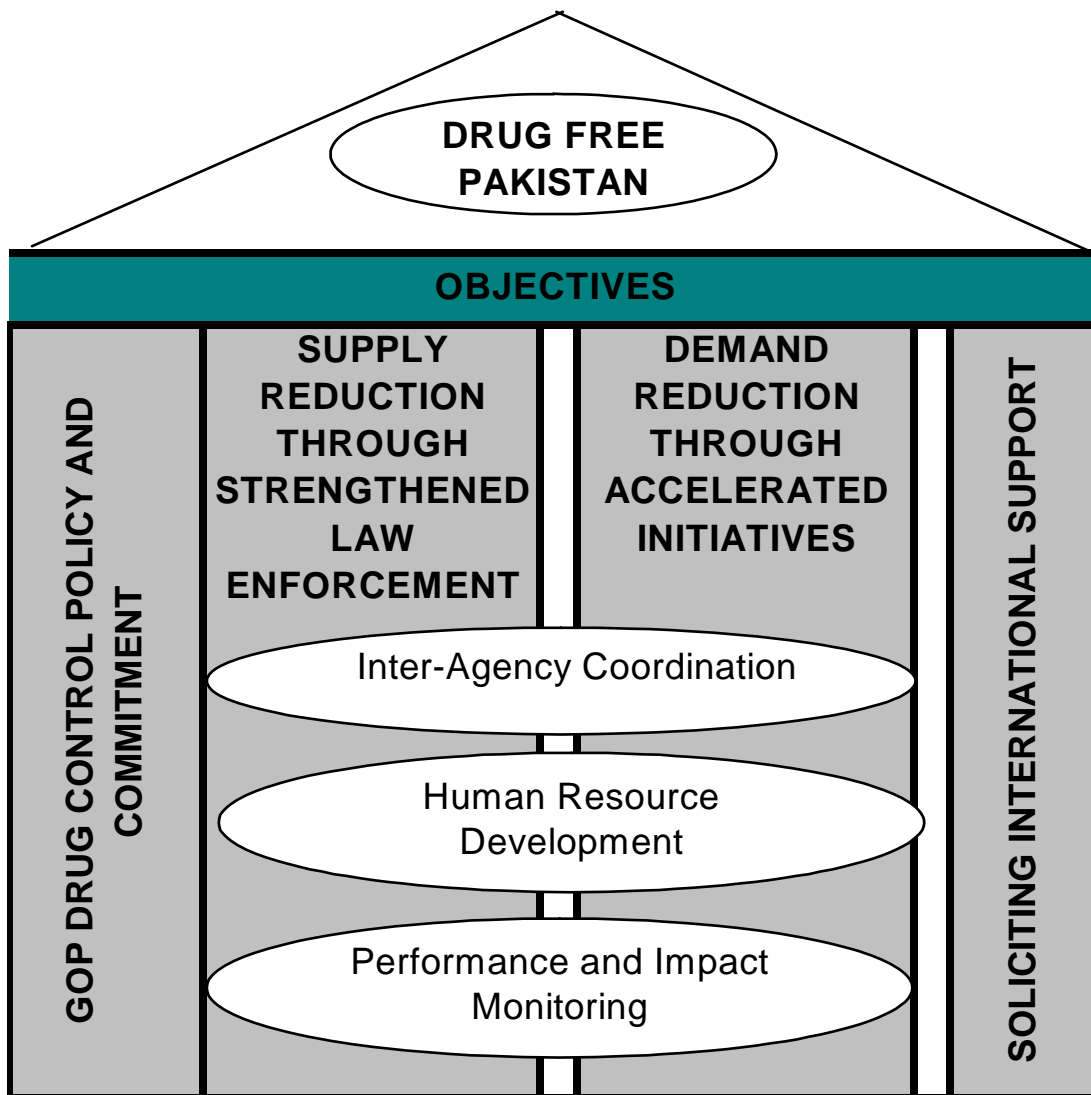 DRUG FREE
PAKISTAN
OBJECTIVES
GOP DRUG CONTROL POLICY AND
COMMITMENT
SUPPLY
REDUCTION
THROUGH
STRENGTHENED
LAW
ENFORCEMENT
DEMAND
REDUCTION
THROUGH
ACCELERATED
INITIATIVES
SOLICITING INTERNATIONAL SUPPORT
Inter-Agency Coordination
Human Resource
Development
Performance and Impact
Monitoring